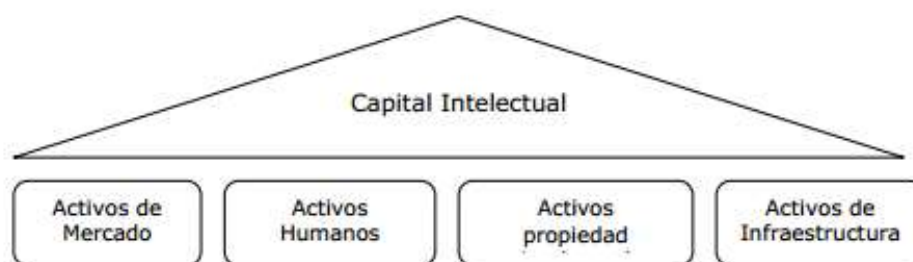 Capital Intelectual
Activos de
Mercado
Activos
Humanos
Activos
propiedad
Activos de
Infraestructura